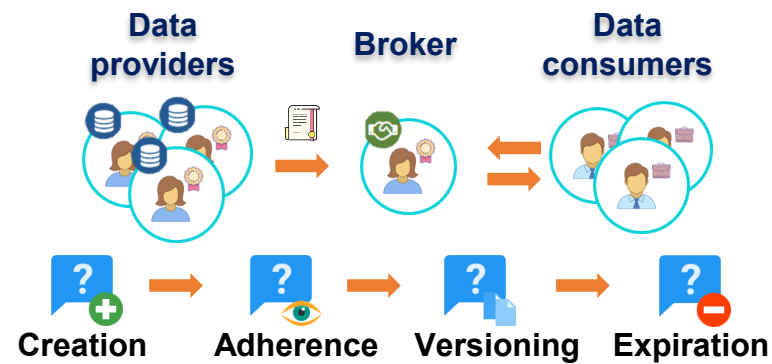 Data
providers
Broker
Data
consumers
?
?
?
?
Creation
Adherence
Versioning
Expiration